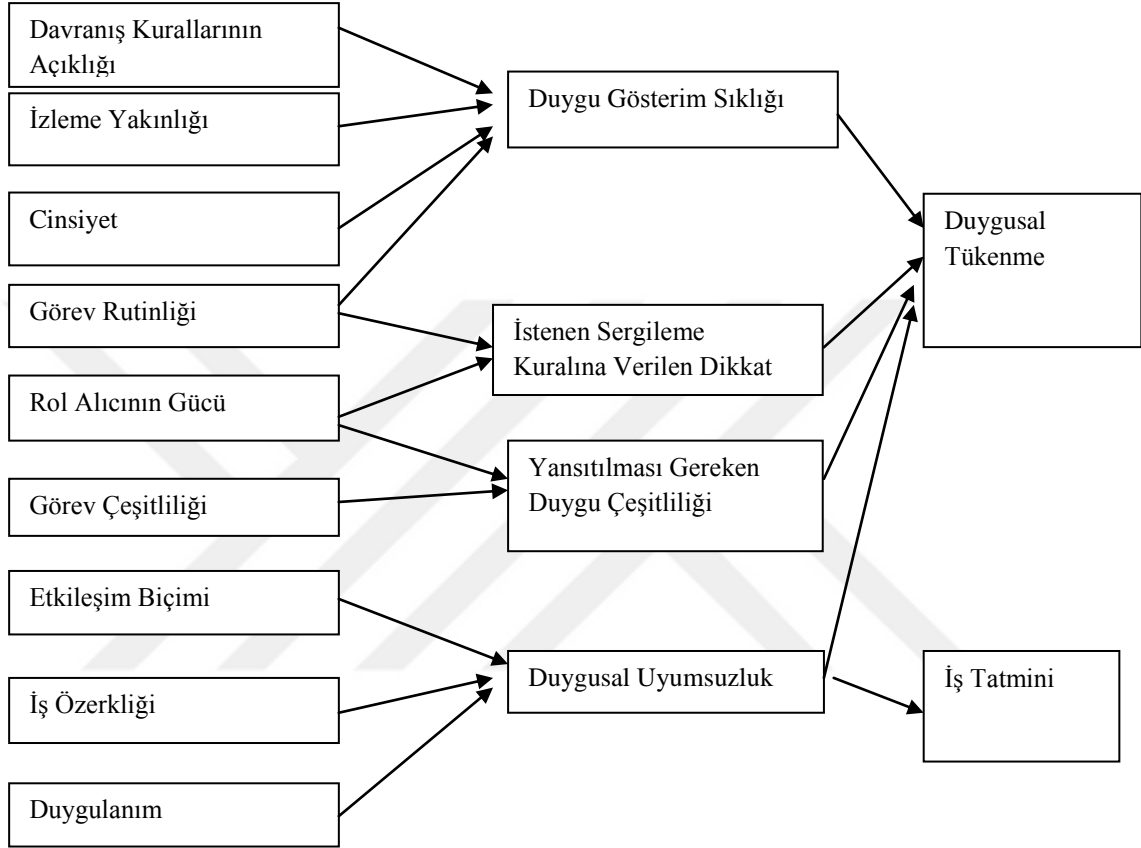 Davranış Kurallarının
Açıklığı
İzleme Yakınlığı
Cinsiyet
Görev Rutinliği
Rol Alıcının Gücü
Görev Çeşitliliği
Etkileşim Biçimi
İş Özerkliği
Duygulanım
Duygu Gösterim Sıklığı
İstenen Sergileme
Kuralına Verilen Dikkat
Yansıtılması Gereken
Duygu Çeşitliliği
Duygusal Uyumsuzluk
Duygusal
Tükenme
İş Tatmini